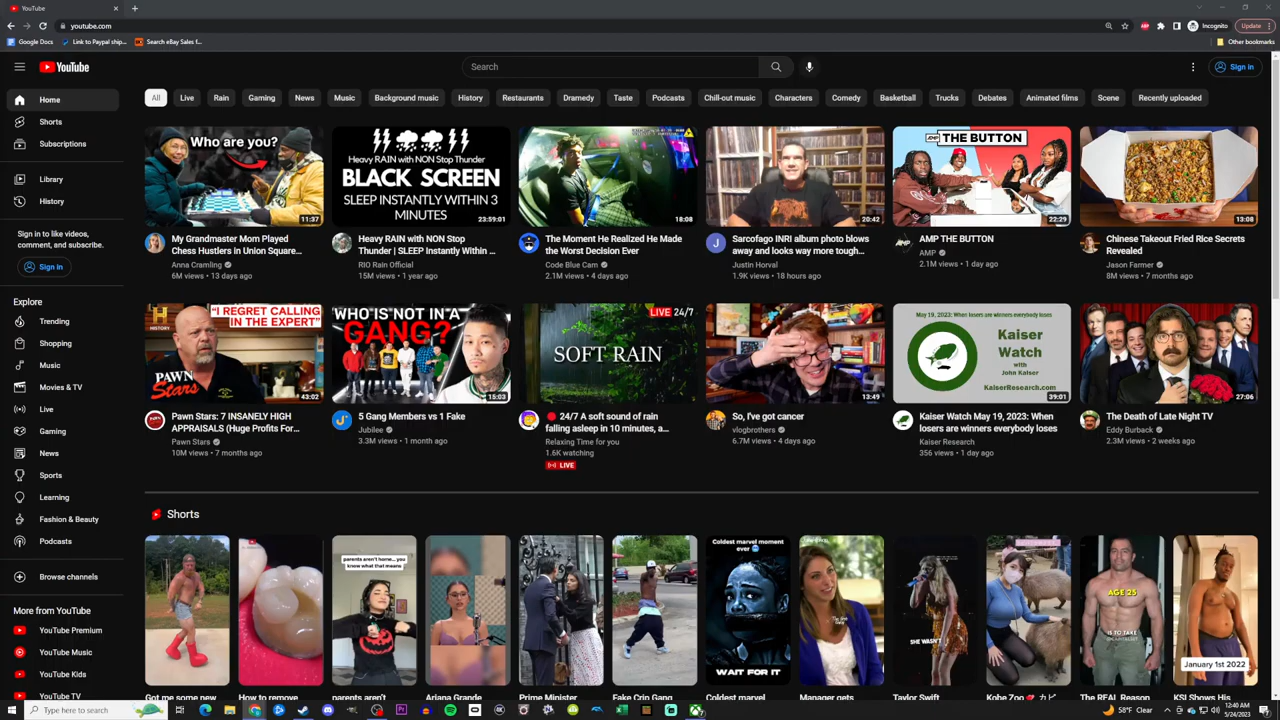 YouTube
youtube.com
Incognito
Update
Google Docs
Link to Paypal ship...
Search eBay Sales f...
Other bookmarks
YouTube
Search
Sign in
Home
Shorts
Subscriptions
Library
History
Sign in to like videos,
comment, and subscribe.
Sign in
Explore
Trending
Shopping
Music
Movies & TV
Live
Gaming
News
Sports
Learning
Fashion & Beauty
Podcasts
Browse channels
More from YouTube
YouTube Premium
YouTube Music
YouTube Kids
YouTube TV
All Live Rain Gaming News Music Background music History Restaurants Dramedy Taste Podcasts Chill-out music Characters Comedy Basketball Trucks Debates Animated films Scene Recently uploaded
Who are you?
11:37
My Grandmaster Mom Played
Chess Hustlers in Union Square...
Anna Cramling
6M views • 13 days ago
Heavy RAIN with NON Stop Thunder
BLACK SCREEN
SLEEP INSTANTLY WITHIN 3
MINUTES
23:59:01
Heavy RAIN with NON Stop
Thunder | SLEEP Instantly Within ...
RIO Rain Official
15M views • 1 year ago
18:08
The Moment He Realized He Made
the Worst Decision Ever
Code Blue Cam
2.1M views • 4 days ago
20:42
Sarcofago INRI album photo blows
away and looks way more tough...
Justin Horval
1.9K views • 18 hours ago
AMP THE BUTTON
22:29
AMP THE BUTTON
AMP
2.1M views • 1 day ago
13:08
Chinese Takeout Fried Rice Secrets
Revealed
Jason Farmer
8M views • 7 months ago
HISTORY
"I REGRET CALLING
IN THE EXPERT"
PAWN
STARS
43:02
Pawn Stars: 7 INSANELY HIGH
APPRAISALS (Huge Profits For...
Pawn Stars
10M views • 7 months ago
WHO IS NOT IN A
GANG?
15:03
5 Gang Members vs 1 Fake
Jubilee
3.3M views • 1 month ago
LIVE 24/7
SOFT RAIN
24/7 A soft sound of rain
falling asleep in 10 minutes, a...
Relaxing Time for you
1.6K watching
LIVE
13:49
So, I've got cancer
vlogbrothers
6.7M views • 4 days ago
May 19, 2023: When losers are winners everybody loses
Kaiser
Watch
with
John Kaiser
KaiserResearch.com
39:01
Kaiser Watch May 19, 2023: When
losers are winners everybody loses
Kaiser Research
356 views • 1 day ago
27:06
The Death of Late Night TV
Eddy Burback
2.3M views • 2 weeks ago
Shorts
parents aren't home... you
know what that means
Coldest marvel moment
ever
WAIT FOR IT
SHE WASN'T
AGE 25
IS TO TAKE
January 1st 2022
Got me some new
How to remove
parents aren't
Ariana Grande
Prime Minister
Fake Crip Gang
Coldest marvel
Manager gets
Taylor Swift
Kobe Zoo カピ
The REAL Reason
KSI Shows His
Type here to search
58°F Clear
12:40 AM
5/24/2023